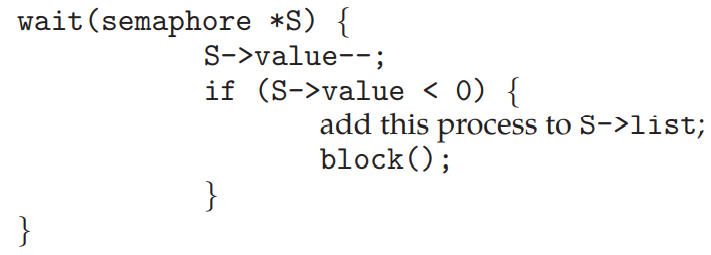 wait(semaphore *S) {
S->value--;
if (S->value < 0) {
add this process to S->list;
block();
}
}